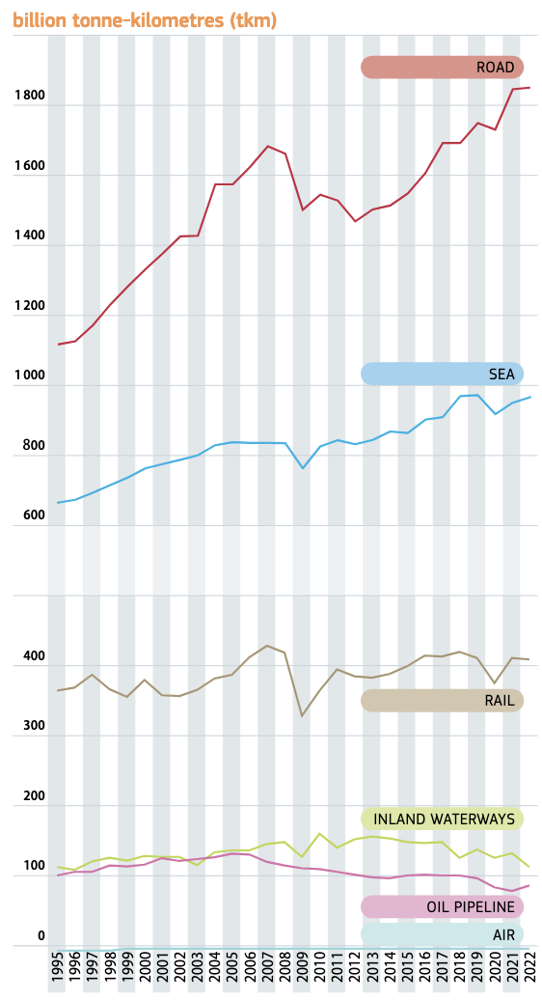 billion tonne-kilometres (tkm)
ROAD
1 800
1 600
1 400
1 200
SEA
1 000
800
600
400
RAIL
300
200
INLAND WATERWAYS
100
OIL PIPELINE
AIR
0
1995 1996 1997 1998 1999 2000 2001 2002 2003 2004 2005 2006 2007 2008 2009 2010 2011 2012 2013 2014 2015 2016 2017 2018 2019 2020 2021 2022